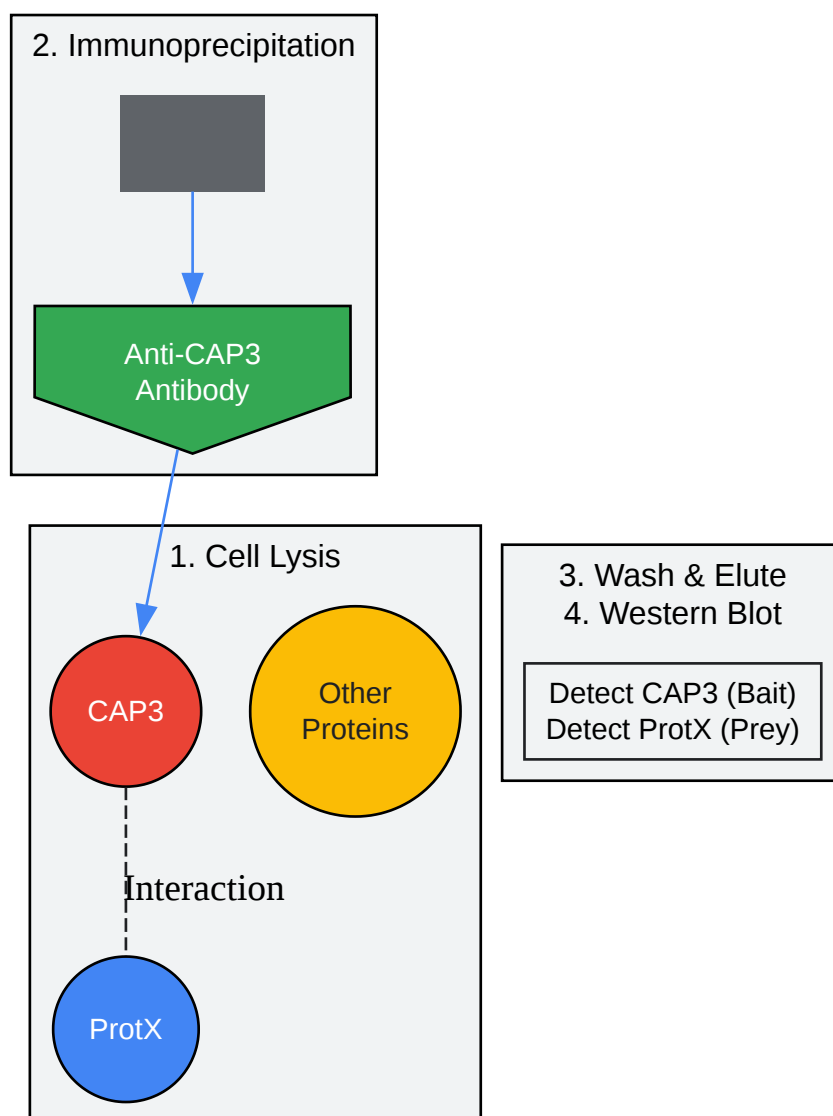 2. Immunoprecipitation
Anti-CAP3
Antibody
1. Cell Lysis
CAP3
Other
Proteins
Interaction
ProtX
3. Wash & Elute
4. Western Blot
Detect CAP3 (Bait)
Detect ProtX (Prey)